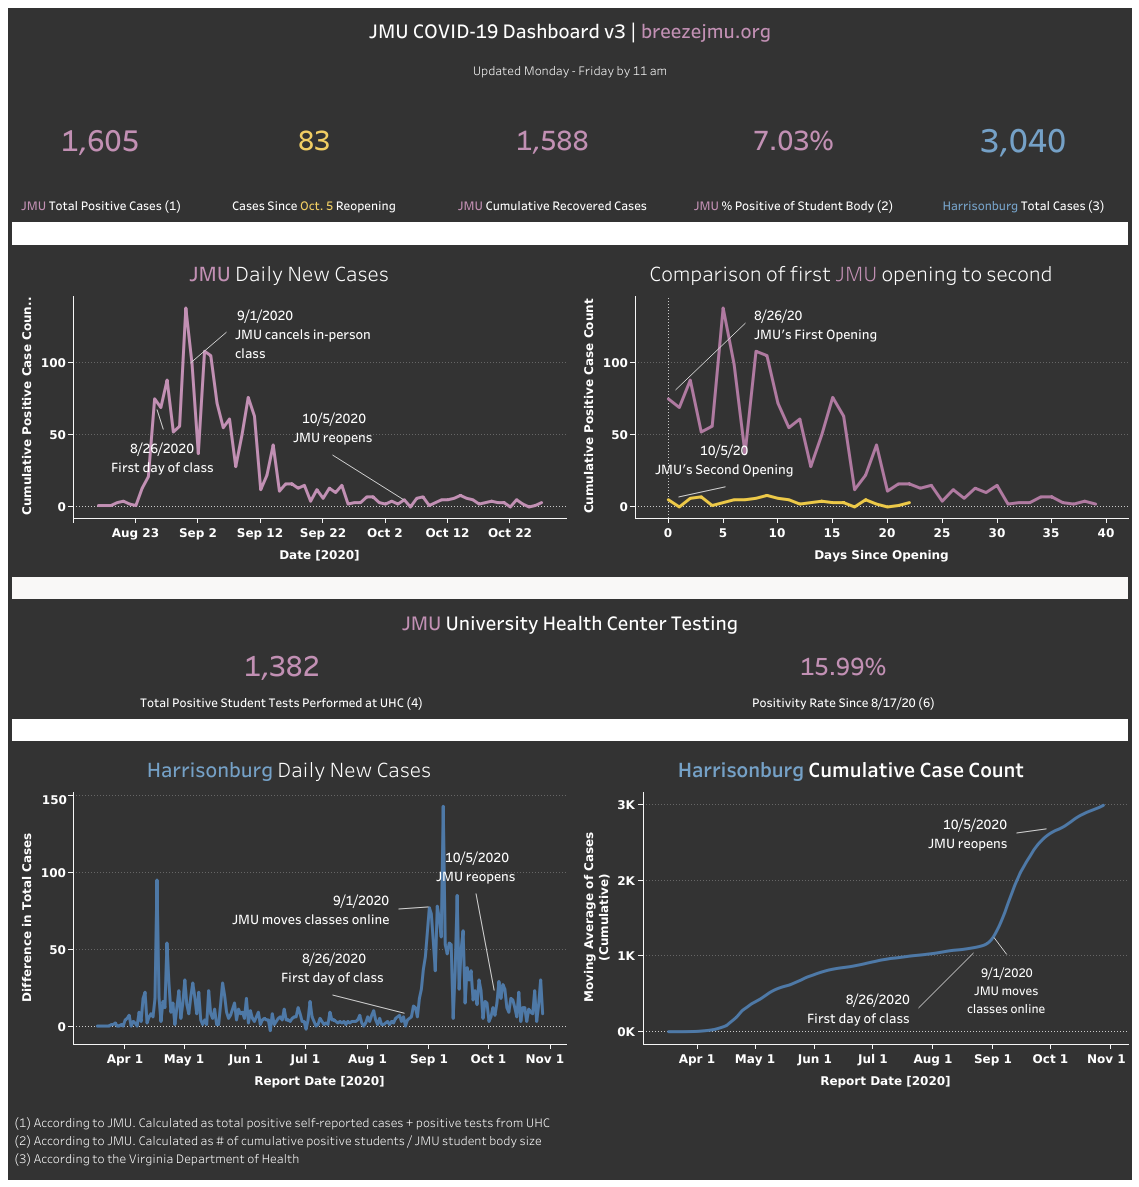 JMU COVID-19 Dashboard v3 | breezejmu.org
Updated Monday - Friday by 11 am
1,605
83
1,588
7.03%
3,040
JMU Total Positive Cases (1)
Cases Since Oct. 5 Reopening
JMU Cumulative Recovered Cases
JMU % Positive of Student Body (2)
Harrisonburg Total Cases (3)
JMU Daily New Cases
Cumulative Positive Case Coun..
100
50
0
9/1/2020
JMU cancels in-person
class
10/5/2020
JMU reopens
8/26/2020
First day of class
Aug 23
Sep 2
Sep 12
Sep 22
Oct 2
Oct 12
Oct 22
Date [2020]
Comparison of first JMU opening to second
Cumulative Positive Case Count
100
50
0
8/26/20
JMU's First Opening
10/5/20
JMU's Second Opening
0
5
10
15
20
25
30
35
40
Days Since Opening
JMU University Health Center Testing
1,382
15.99%
Total Positive Student Tests Performed at UHC (4)
Positivity Rate Since 8/17/20 (6)
Harrisonburg Daily New Cases
Difference in Total Cases
150
100
50
0
10/5/2020
JMU reopens
9/1/2020
JMU moves classes online
8/26/2020
First day of class
Apr 1
May 1
Jun 1
Jul 1
Aug 1
Sep 1
Oct 1
Nov 1
Report Date [2020]
Harrisonburg Cumulative Case Count
Moving Average of Cases
(Cumulative)
3K
2K
1K
0K
10/5/2020
JMU reopens
9/1/2020
JMU moves
classes online
8/26/2020
First day of class
Apr 1
May 1
Jun 1
Jul 1
Aug 1
Sep 1
Oct 1
Nov 1
Report Date [2020]
(1) According to JMU. Calculated as total positive self-reported cases + positive tests from UHC
(2) According to JMU. Calculated as # of cumulative positive students / JMU student body size
(3) According to the Virginia Department of Health